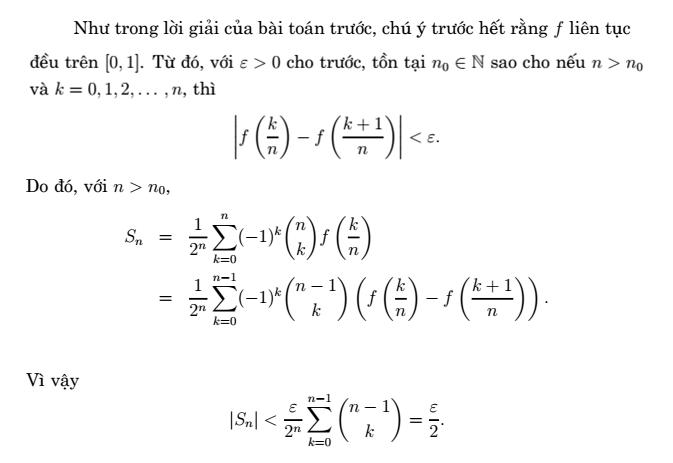 Như trong lời giải của bài toán trước, chú ý trước hết rằng $f$ liên tục
đều trên $[0,1]$. Từ đó, với $\varepsilon > 0$ cho trước, tồn tại $n_0 \in \mathbb{N}$ sao cho nếu $n > n_0$
và $k = 0, 1, 2, \ldots, n$, thì
$\left| f\left(\frac{k}{n}\right) - f\left(\frac{k+1}{n}\right) \right| < \varepsilon.$
Do đó, với $n > n_0$,
$S_n = \frac{1}{2^n} \sum_{k=0}^{n} (-1)^k \binom{n}{k} f\left(\frac{k}{n}\right)$
$= \frac{1}{2^n} \sum_{k=0}^{n-1} (-1)^k \binom{n-1}{k} \left( f\left(\frac{k}{n}\right) - f\left(\frac{k+1}{n}\right) \right).$
Vì vậy
$|S_n| < \frac{\varepsilon}{2^n} \sum_{k=0}^{n-1} \binom{n-1}{k} = \frac{\varepsilon}{2}.$